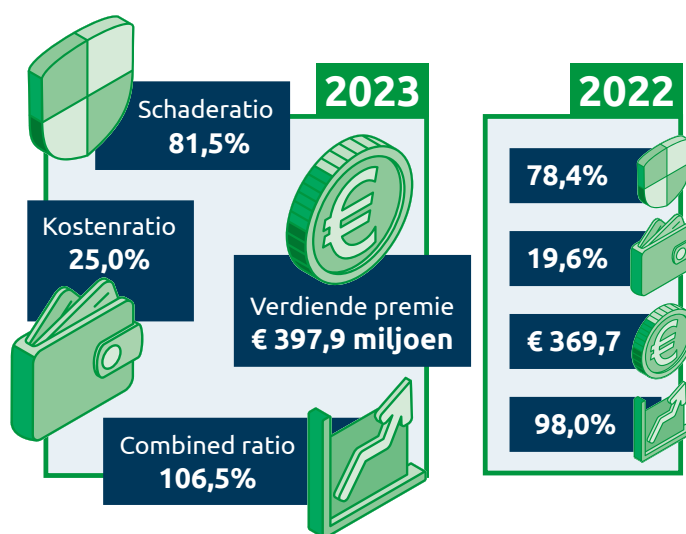 2023
Schaderatio
81,5%
Kostenratio
25,0%
€
Verdiende premie
€ 397,9 miljoen
Combined ratio
106,5%
2022
78,4%
19,6%
€ 369,7
€
98,0%